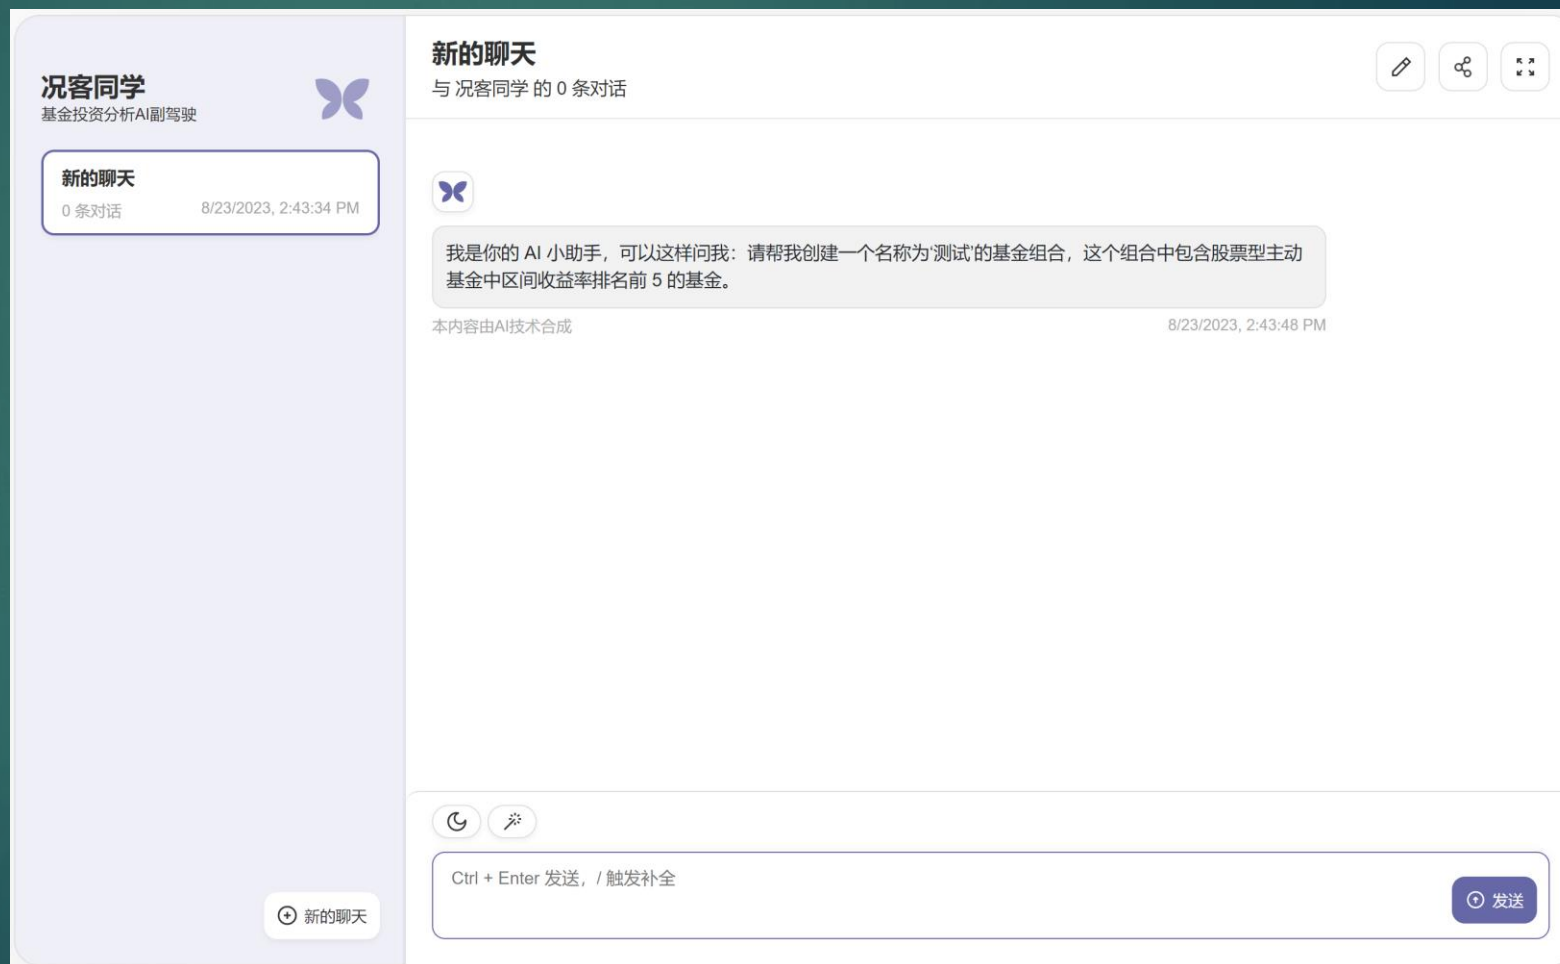 况客同学
基金投资分析AI副驾驶
新的聊天
0 条对话
8/23/2023, 2:43:34 PM
新的聊天
新的聊天
与 况客同学 的 0 条对话
我是你的 AI 小助手，可以这样问我：请帮我创建一个名称为'测试'的基金组合，这个组合中包含股票型主动
基金中区间收益率排名前 5 的基金。
本内容由AI技术合成
8/23/2023, 2:43:48 PM
Ctrl + Enter 发送，/ 触发补全
发送